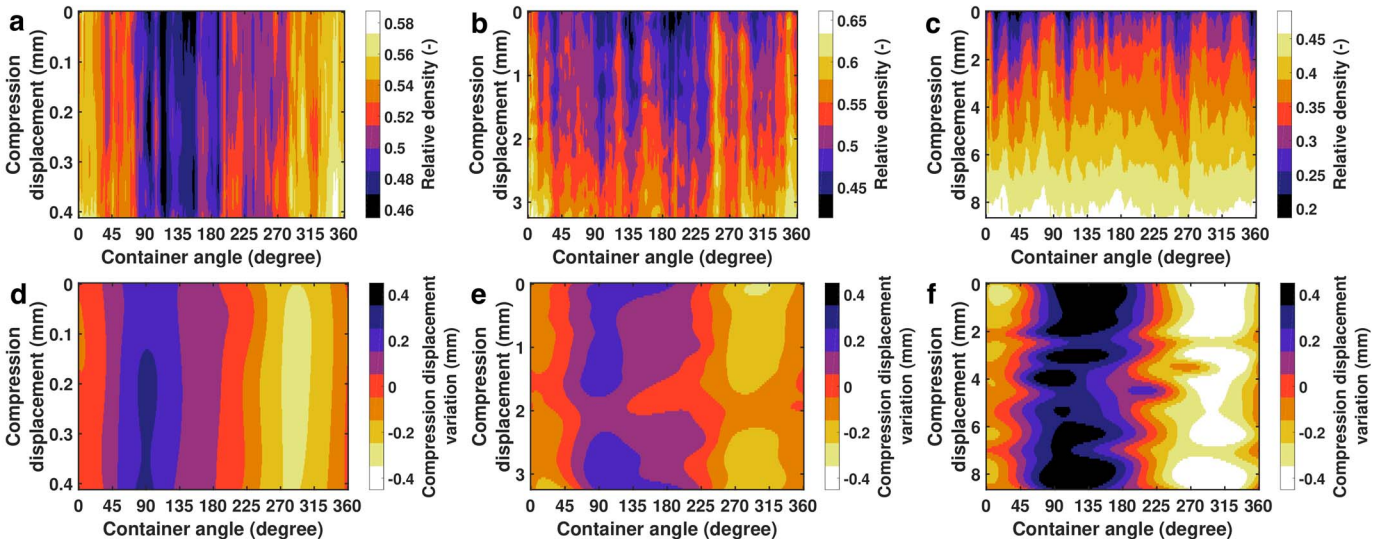 a
Compression
displacement (mm)
0
0.1
0.2
0.3
0.4
0 45 90 135 180 225 270 315 360
Container angle (degree)
0.58
0.56
0.54
0.52
0.5
0.48
0.46
Relative density (-)
b
Compression
displacement (mm)
0
1
2
3
0 45 90 135 180 225 270 315 360
Container angle (degree)
0.65
0.6
0.55
0.5
0.45
Relative density (-)
c
Compression
displacement (mm)
0
2
4
6
8
0 45 90 135 180 225 270 315 360
Container angle (degree)
0.45
0.4
0.35
0.3
0.25
0.2
Relative density (-)
d
Compression
displacement (mm)
0
0.1
0.2
0.3
0.4
0 45 90 135 180 225 270 315 360
Container angle (degree)
0.4
0.2
0
-0.2
-0.4
Compression displacement
variation (mm)
e
Compression
displacement (mm)
0
1
2
3
0 45 90 135 180 225 270 315 360
Container angle (degree)
0.4
0.2
0
-0.2
-0.4
Compression displacement
variation (mm)
f
Compression
displacement (mm)
0
2
4
6
8
0 45 90 135 180 225 270 315 360
Container angle (degree)
0.4
0.2
0
-0.2
-0.4
Compression displacement
variation (mm)